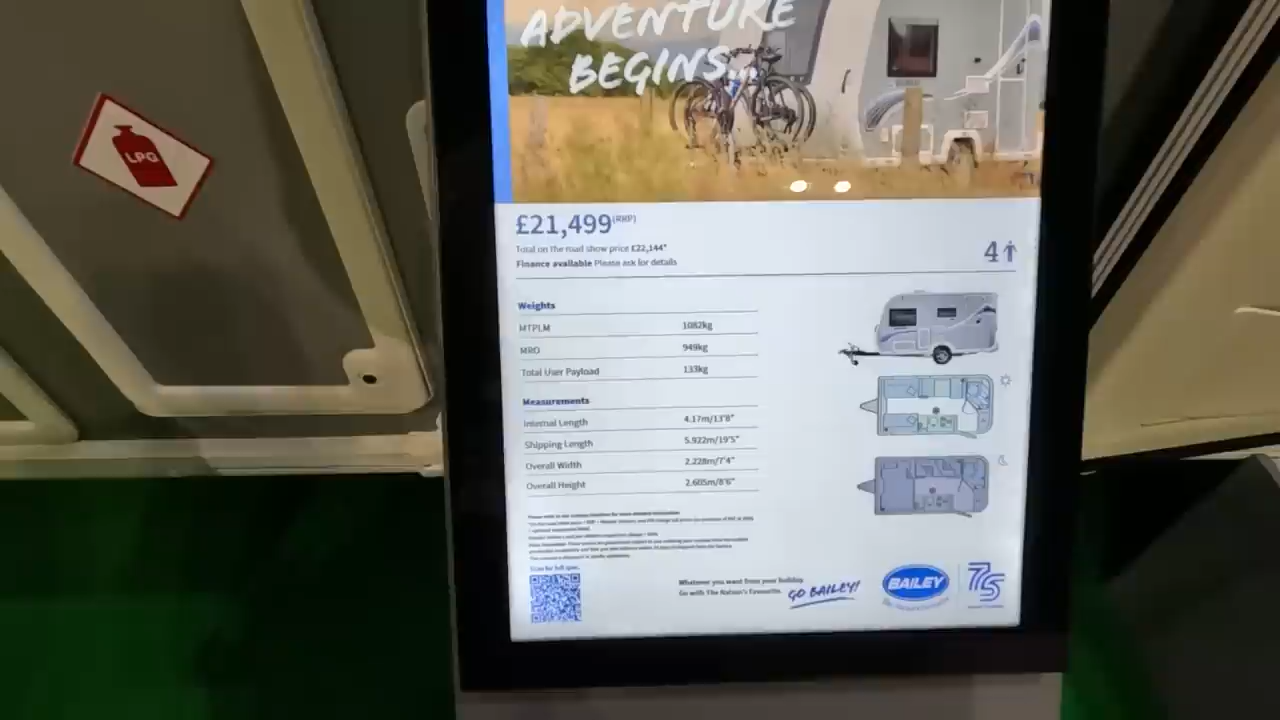 ADVENTURE
BEGINS...
LPG
£21,499(RRP)
Total on the road show price £22,144*
Finance available Please ask for details
4
Weights
MTPLM 1082kg
MRO 949kg
Total User Payload 133kg
Measurements
Internal Length 4.17m/13'8"
Shipping Length 5.922m/19'5"
Overall Width 2.228m/7'4"
Overall Height 2.605m/8'6"
Scan for full spec.
Whatever you want from your holiday.
Go with The Nation's Favourite.
GO BAILEY!
BAILEY
75